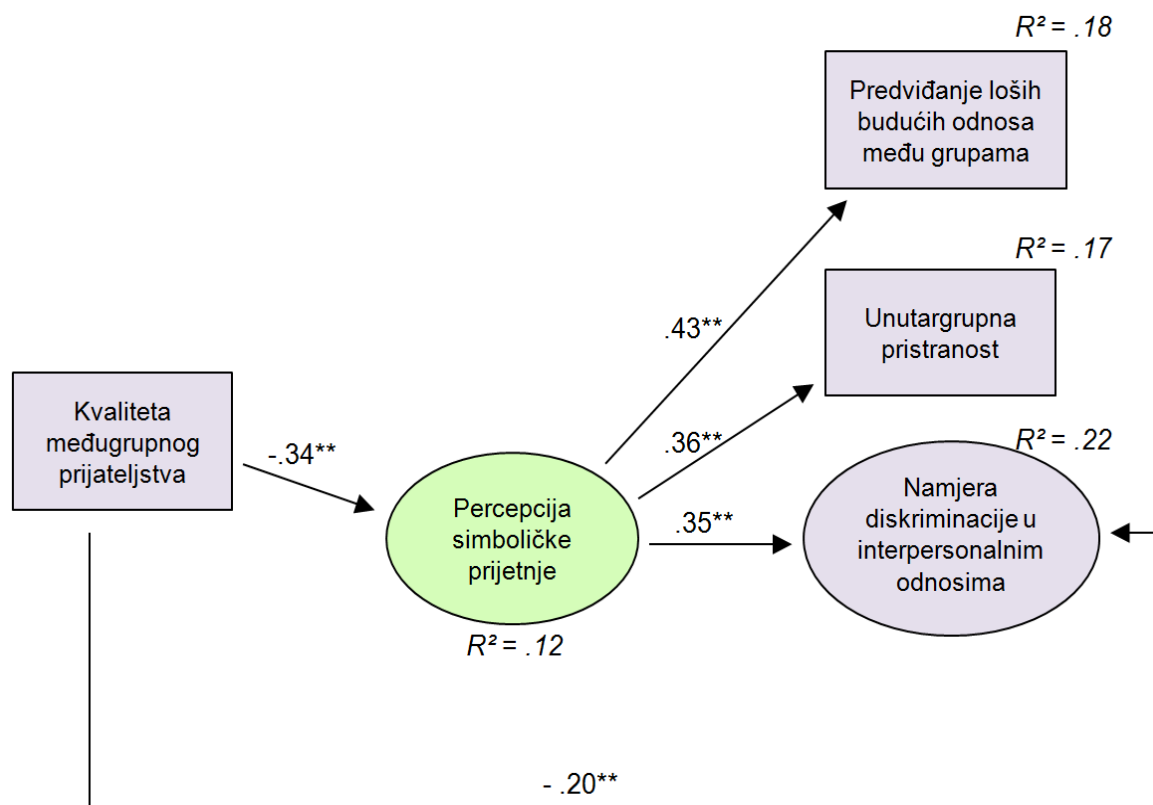 R² = .18
Predviđanje loših
budućih odnosa
među grupama
R² = .17
.43**
Unutargrupna
pristranost
Kvaliteta
međugrupnog
prijateljstva
-.34**
.36**
R² = .22
Percepcija
simboličke
prijetnje
.35**
Namjera
diskriminacije u
interpersonalnim
odnosima
R² = .12
- .20**